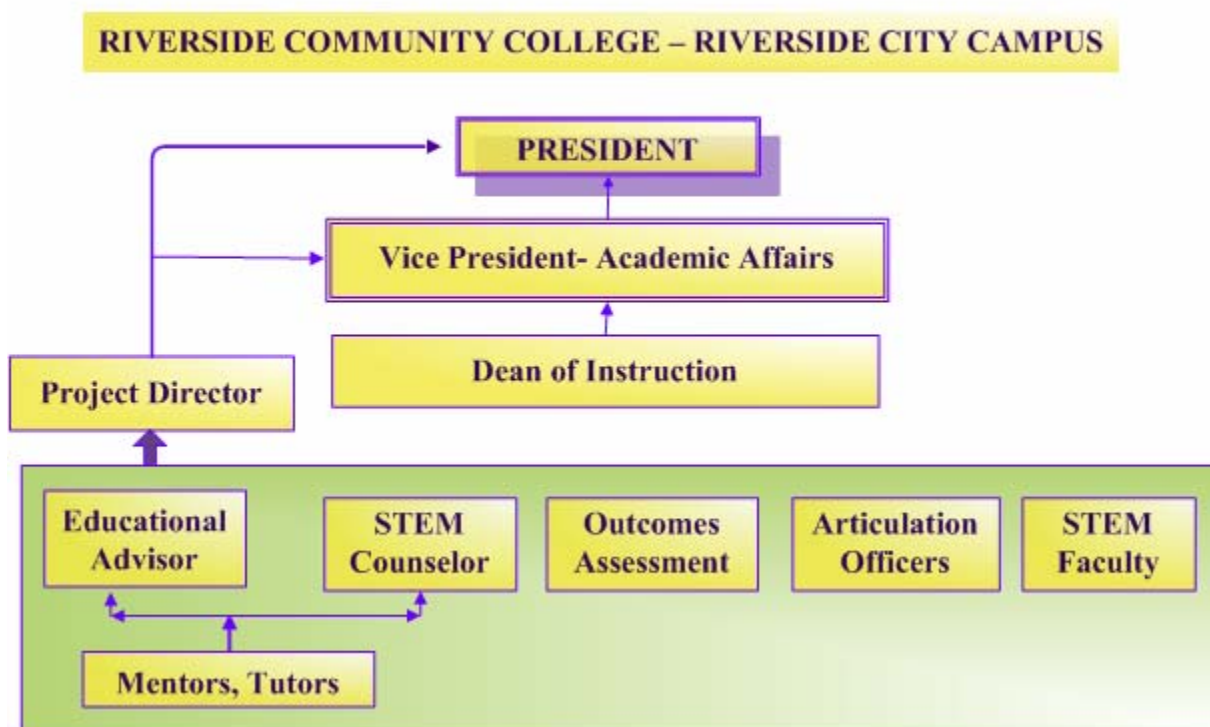 RIVERSIDE COMMUNITY COLLEGE – RIVERSIDE CITY CAMPUS
PRESIDENT
Vice President- Academic Affairs
Dean of Instruction
Project Director
Educational
Advisor
STEM
Counselor
Outcomes
Assessment
Articulation
Officers
STEM
Faculty
Mentors, Tutors